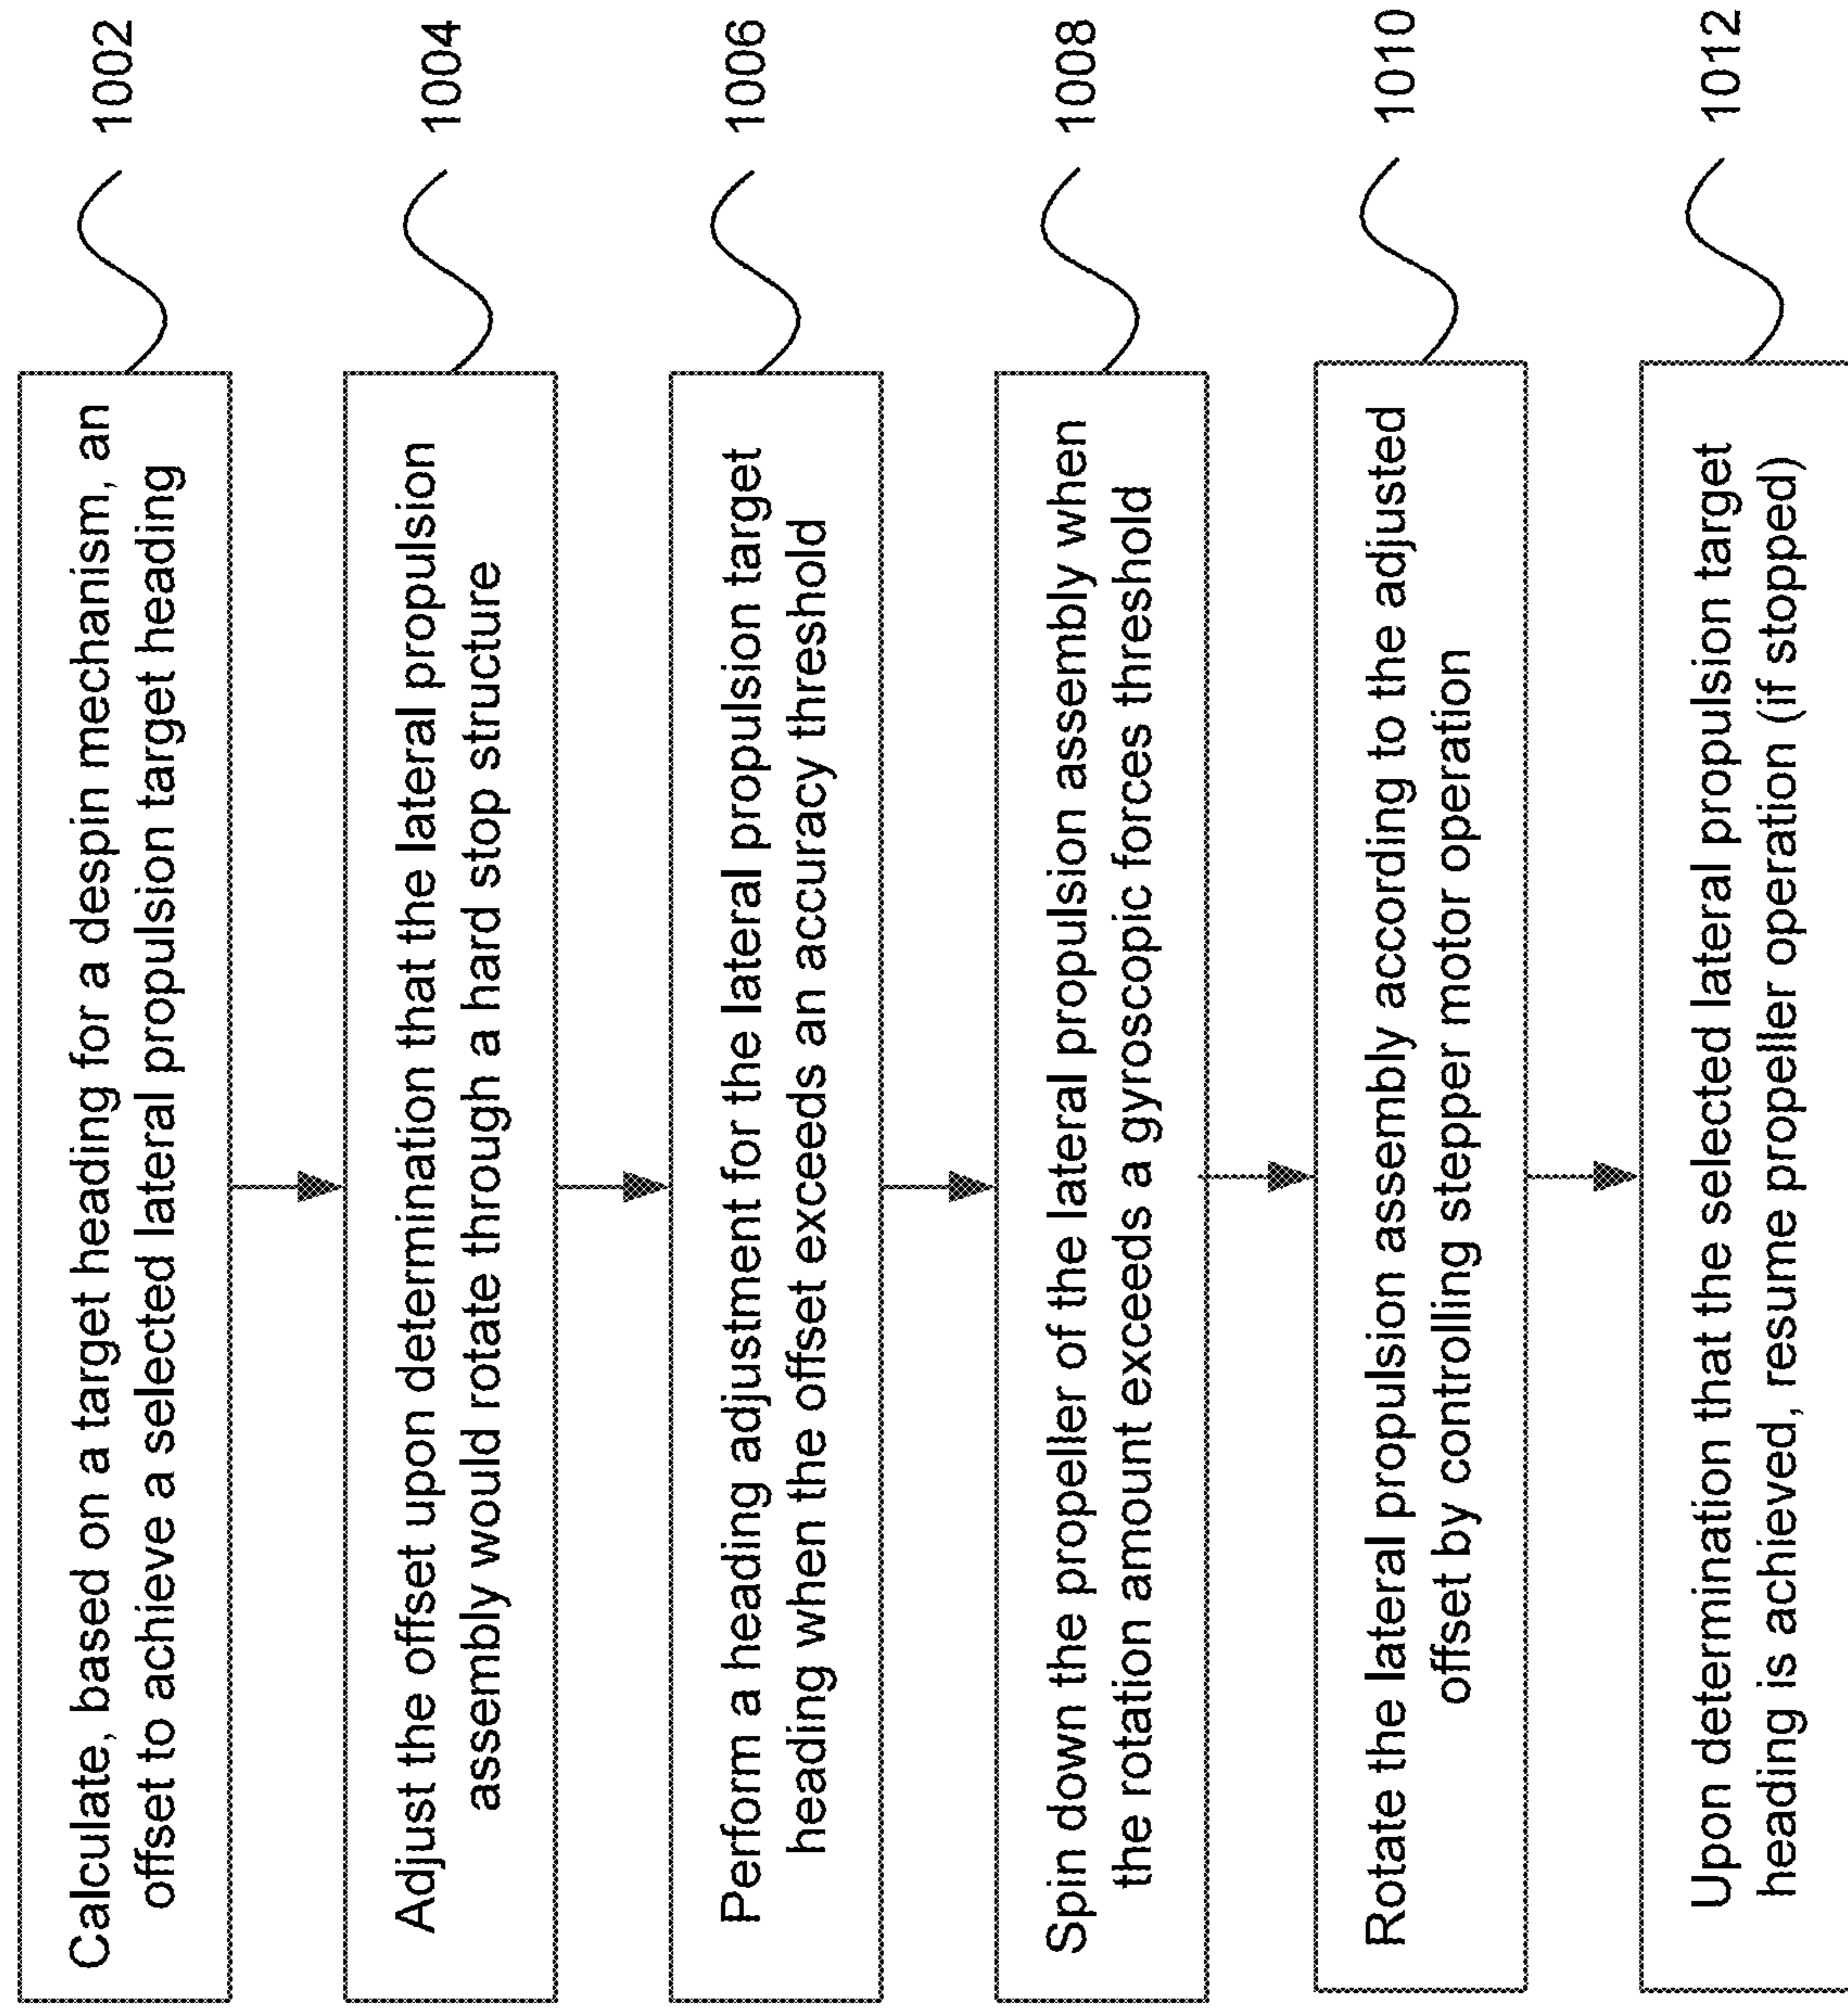 Calculate, based on a target heading for a despin mechanism, an
offset to achieve a selected lateral propulsion target heading
1002
Adjust the offset upon determination that the lateral propulsion
assembly would rotate through a hard stop structure
1004
Perform a heading adjustment for the lateral propulsion target
heading when the offset exceeds an accuracy threshold
1006
Spin down the propeller of the lateral propulsion assembly when
the rotation amount exceeds a gyroscopic forces threshold
1008
Rotate the lateral propulsion assembly according to the adjusted
offset by controlling stepper motor operation
1010
Upon determination that the selected lateral propulsion target
heading is achieved, resume propeller operation (if stopped)
1012